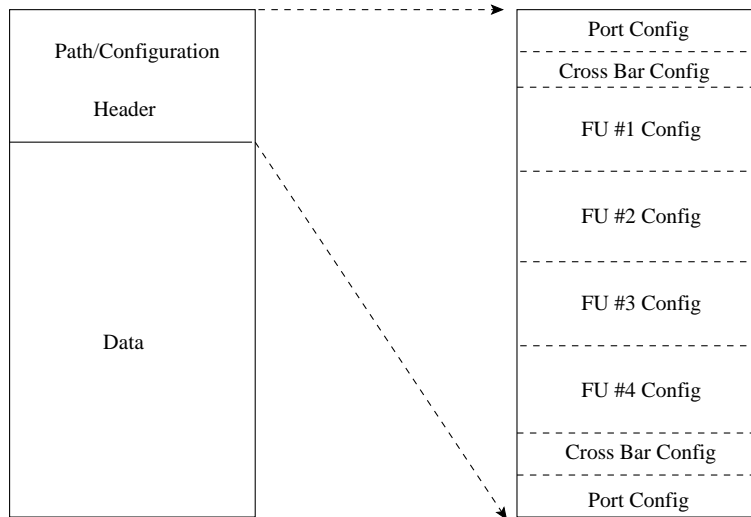 Path/Configuration
Header
Data
Port Config
Cross Bar Config
FU #1 Config
FU #2 Config
FU #3 Config
FU #4 Config
Cross Bar Config
Port Config